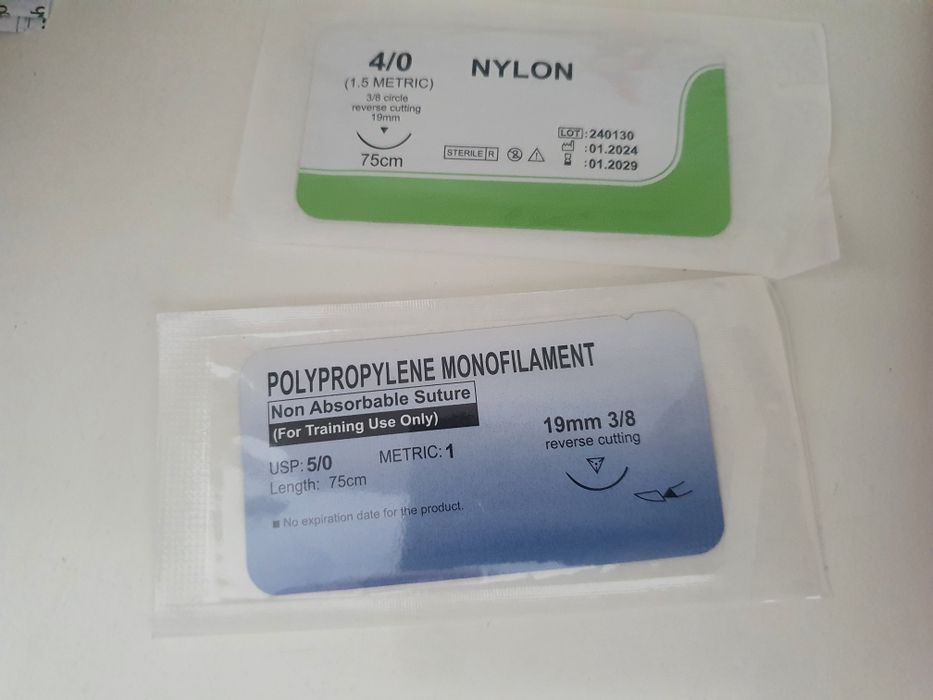 4/0
(1.5 METRIC)
3/8 circle
reverse cutting
19mm
75cm
NYLON
STERILE R
LOT : 240130
: 01.2024
: 01.2029
POLYPROPYLENE MONOFILAMENT
Non Absorbable Suture
(For Training Use Only)
USP: 5/0 METRIC: 1
Length: 75cm
■ No expiration date for the product.
19mm 3/8
reverse cutting